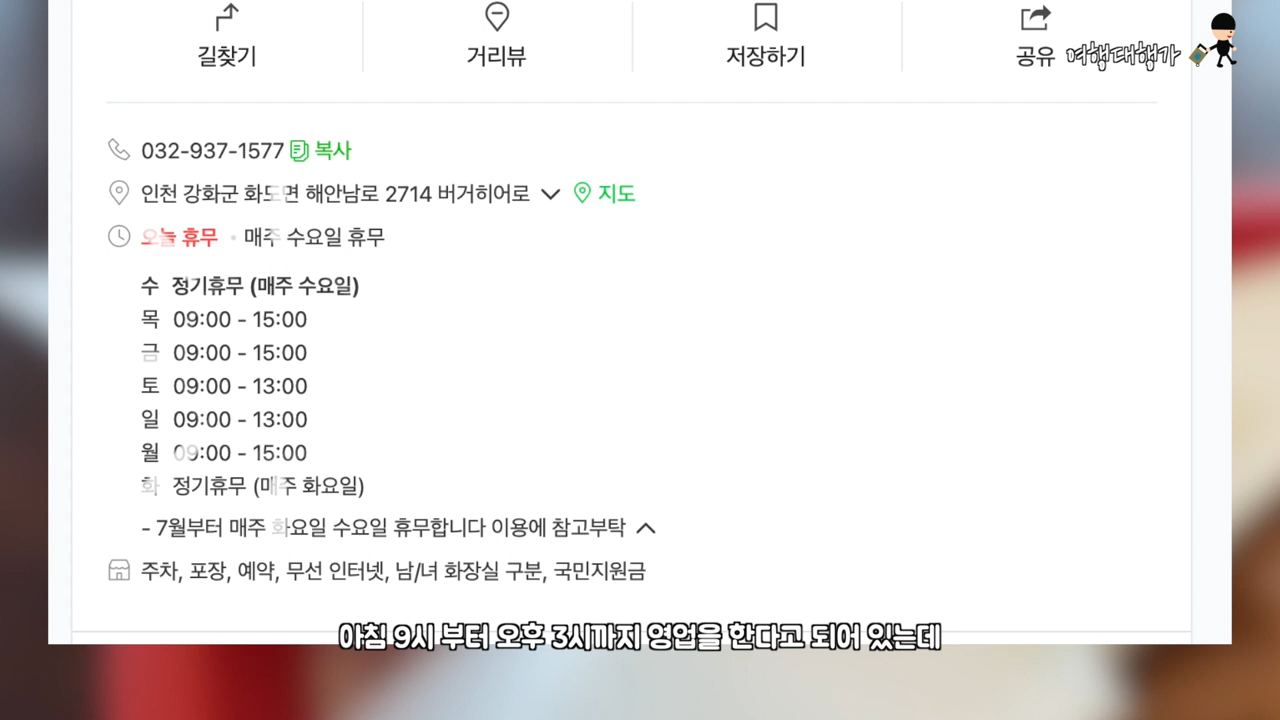 길찾기
거리뷰
저장하기
공유
여행대행가
032-937-1577 복사
인천 강화군 화도면 해안남로 2714 버거히어로 지도
오늘 휴무 · 매주 수요일 휴무
수 정기휴무 (매주 수요일)
목 09:00 - 15:00
금 09:00 - 15:00
토 09:00 - 13:00
일 09:00 - 13:00
월 09:00 - 15:00
화 정기휴무 (매주 화요일)
- 7월부터 매주 화요일 수요일 휴무합니다 이용에 참고부탁
주차, 포장, 예약, 무선 인터넷, 남/녀 화장실 구분, 국민지원금
아침 9시 부터 오후 3시까지 영업을 한다고 되어 있는데